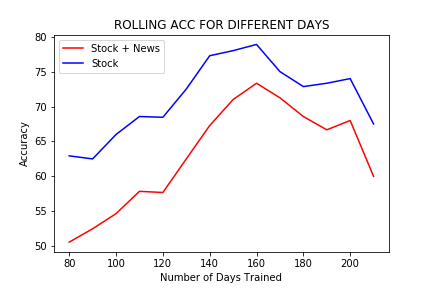 ROLLING ACC FOR DIFFERENT DAYS
Stock + News
Stock
Accuracy
80
75
70
65
60
55
50
80 100 120 140 160 180 200
Number of Days Trained